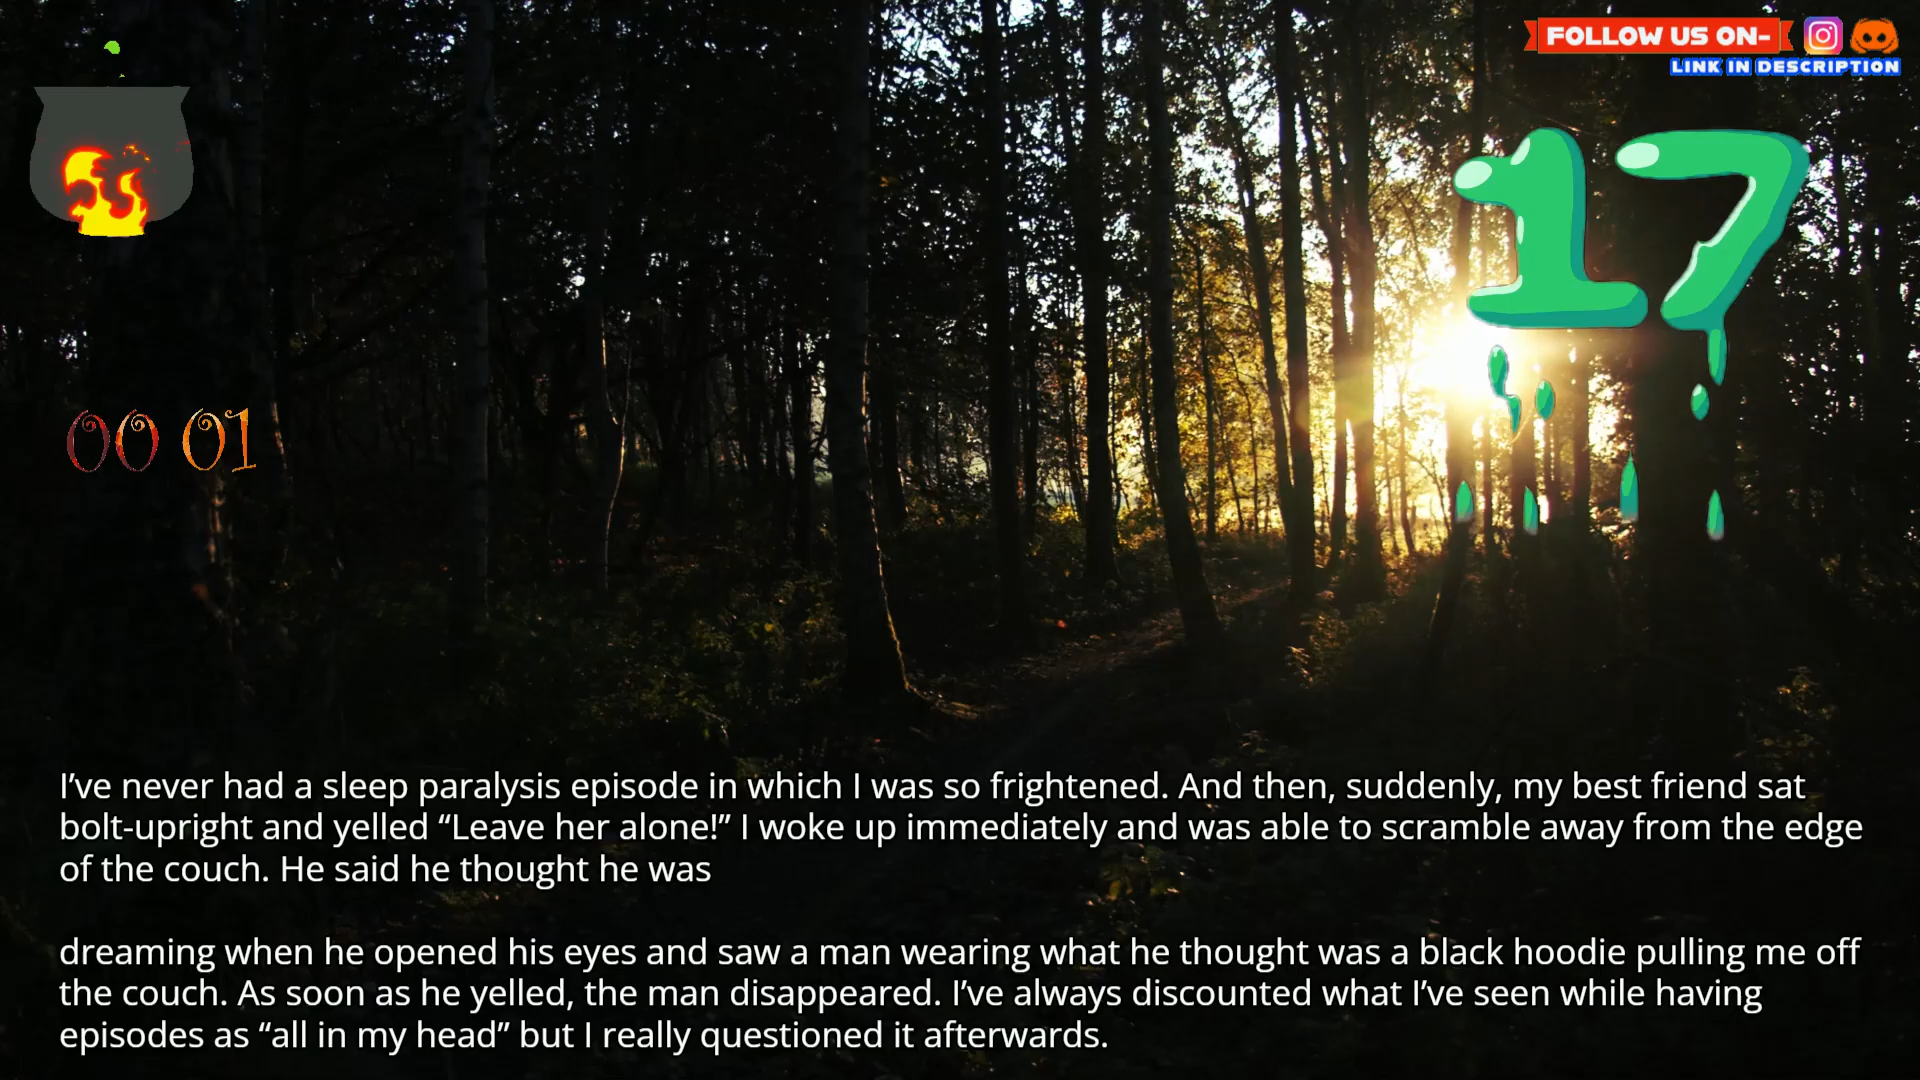 FOLLOW US ON-
LINK IN DESCRIPTION
17
00 01
I’ve never had a sleep paralysis episode in which I was so frightened. And then, suddenly, my best friend sat
bolt-upright and yelled “Leave her alone!” I woke up immediately and was able to scramble away from the edge
of the couch. He said he thought he was
dreaming when he opened his eyes and saw a man wearing what he thought was a black hoodie pulling me off
the couch. As soon as he yelled, the man disappeared. I’ve always discounted what I’ve seen while having
episodes as “all in my head” but I really questioned it afterwards.